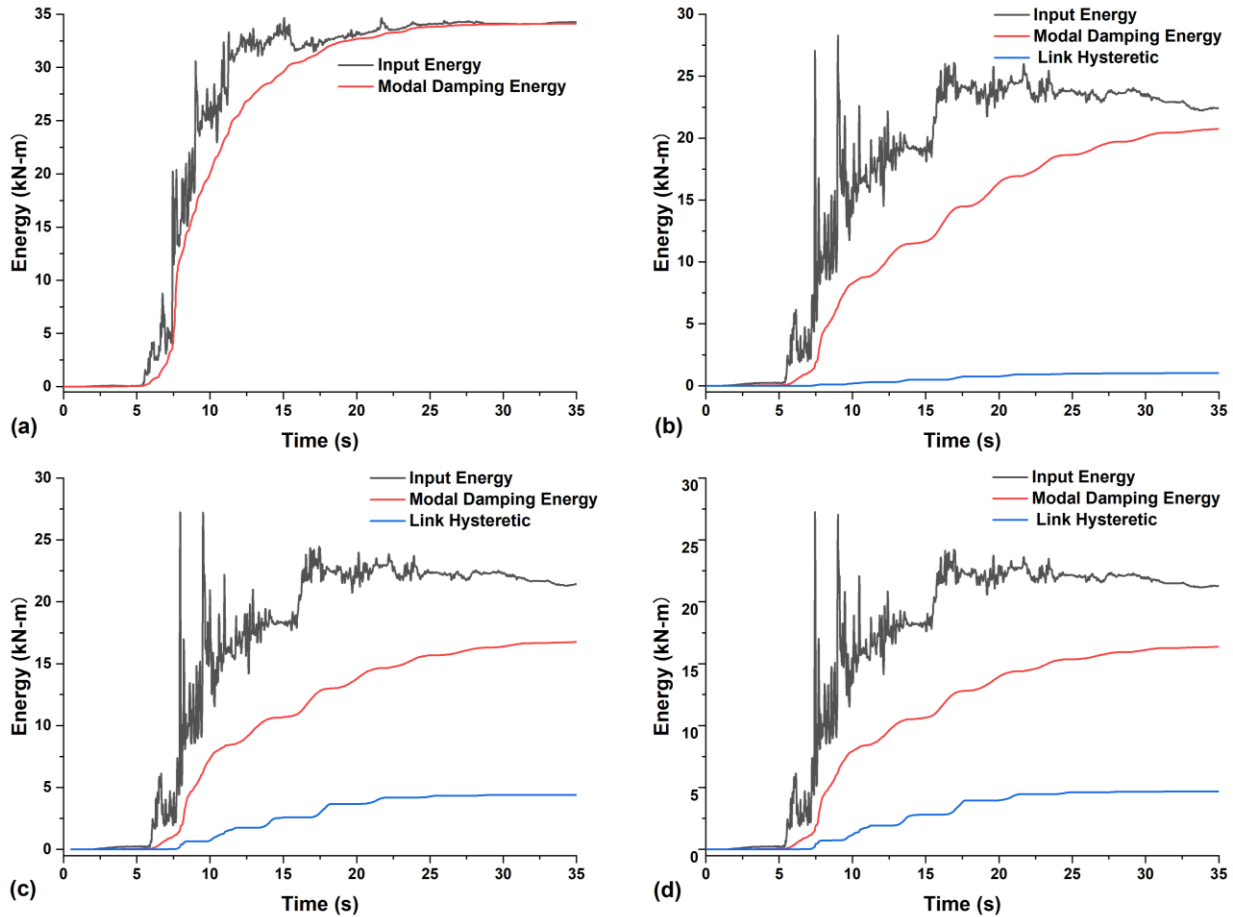 35
30
25
20
15
10
5
0
Energy (kN-m)
Input Energy
Modal Damping Energy
0 5 10 15 20 25 30 35
Time (s)
(a)
30
25
20
15
10
5
0
Energy (kN-m)
Input Energy
Modal Damping Energy
Link Hysteretic
0 5 10 15 20 25 30 35
Time (s)
(b)
30
25
20
15
10
5
0
Energy (kN-m)
Input Energy
Modal Damping Energy
Link Hysteretic
0 5 10 15 20 25 30 35
Time (s)
(c)
30
25
20
15
10
5
0
Energy (kN-m)
Input Energy
Modal Damping Energy
Link Hysteretic
0 5 10 15 20 25 30 35
Time (s)
(d)